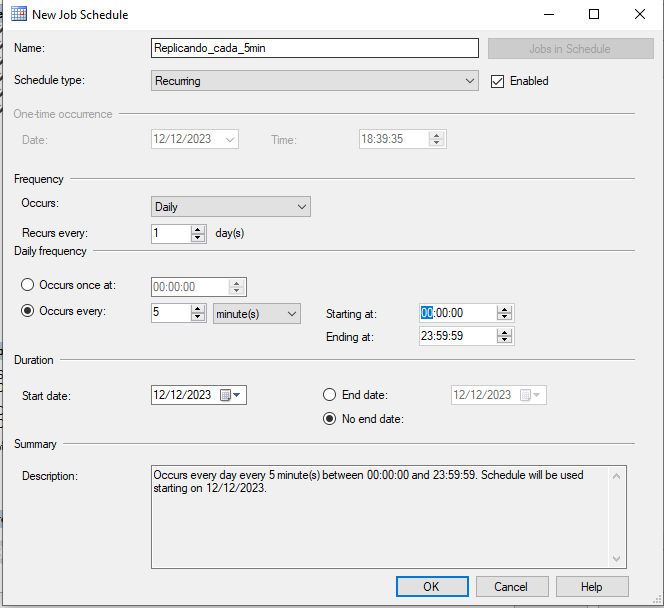 New Job Schedule
Name: Replicando_cada_5min Jobs in Schedule
Schedule type: Recurring Enabled
One-time occurrence
Date: 12/12/2023 Time: 18:39:35
Frequency
Occurs: Daily
Recurs every: 1 day(s)
Daily frequency
Occurs once at: 00:00:00
Occurs every: 5 minute(s) Starting at: 00:00:00
Ending at: 23:59:59
Duration
Start date: 12/12/2023 End date: 12/12/2023
No end date:
Summary
Description: Occurs every day every 5 minute(s) between 00:00:00 and 23:59:59. Schedule will be used
starting on 12/12/2023.
OK Cancel Help